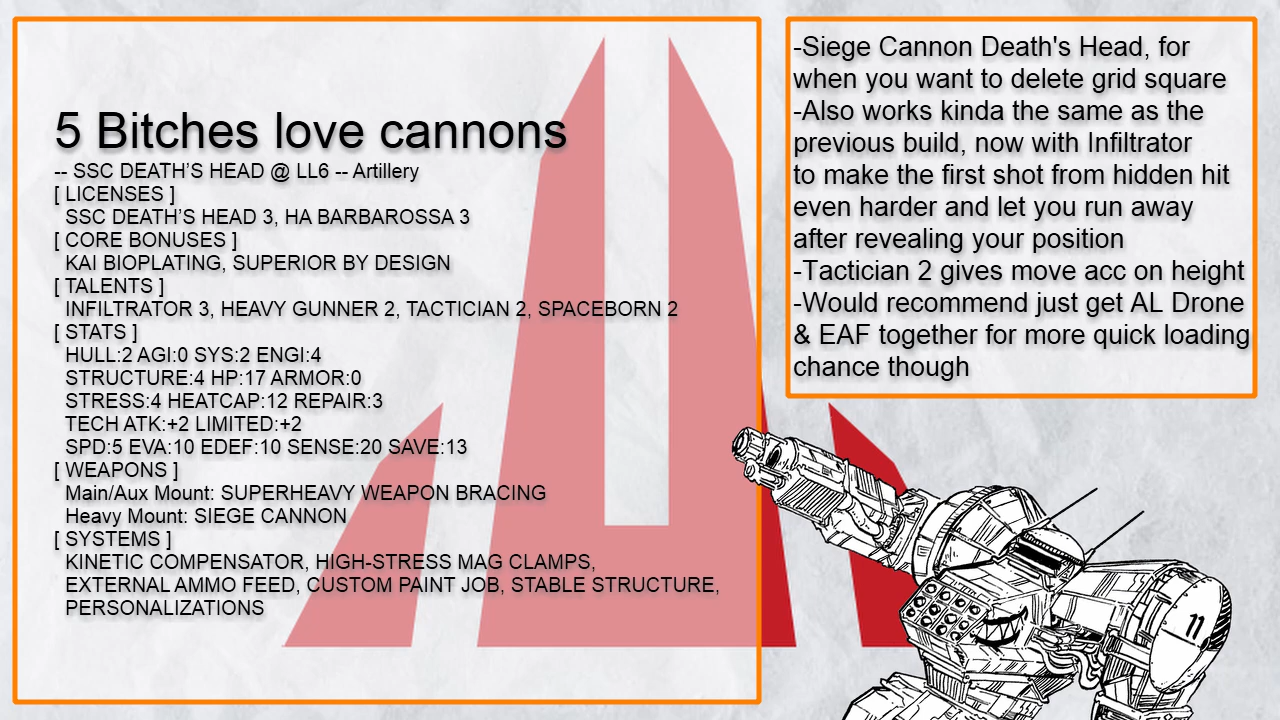 5 Bitches love cannons
-- SSC DEATH'S HEAD @ LL6 -- Artillery
[ LICENSES ]
SSC DEATH'S HEAD 3, HA BARBAROSSA 3
[ CORE BONUSES ]
KAI BIOPLATING, SUPERIOR BY DESIGN
[ TALENTS ]
INFILTRATOR 3, HEAVY GUNNER 2, TACTICIAN 2, SPACEBORN 2
[ STATS ]
HULL:2 AGI:0 SYS:2 ENGI:4
STRUCTURE:4 HP:17 ARMOR:0
STRESS:4 HEATCAP:12 REPAIR:3
TECH ATK:+2 LIMITED:+2
SPD:5 EVA:10 EDEF:10 SENSE:20 SAVE:13
[ WEAPONS ]
Main/Aux Mount: SUPERHEAVY WEAPON BRACING
Heavy Mount: SIEGE CANNON
[ SYSTEMS ]
KINETIC COMPENSATOR, HIGH-STRESS MAG CLAMPS,
EXTERNAL AMMO FEED, CUSTOM PAINT JOB, STABLE STRUCTURE,
PERSONALIZATIONS
-Siege Cannon Death's Head, for
when you want to delete grid square
-Also works kinda the same as the
previous build, now with Infiltrator
to make the first shot from hidden hit
even harder and let you run away
after revealing your position
-Tactician 2 gives move acc on height
-Would recommend just get AL Drone
& EAF together for more quick loading
chance though
11